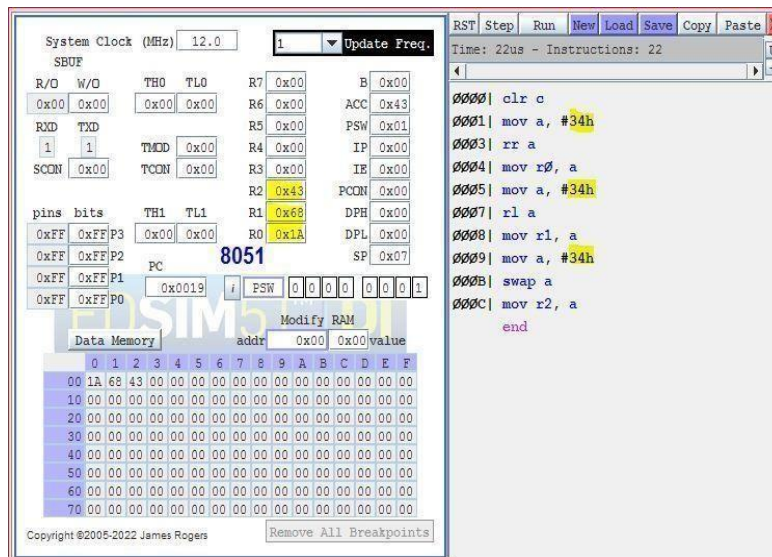 System Clock (MHz) 12.0 1 Update Freq.
SBUF
R/O W/O TH0 TL0 R7 0x00 B 0x00
0x00 0x00 0x00 0x00 R6 0x00 ACC 0x43
RXD TXD R5 0x00 PSW 0x01
1 1 TMOD 0x00 R4 0x00 IP 0x00
SCON 0x00 TCON 0x00 R3 0x00 IE 0x00
R2 0x43 PCON 0x00
pins bits TH1 TL1 R1 0x68 DPH 0x00
0xFF 0xFF P3 0x00 0x00 R0 0x1A DPL 0x00
0xFF 0xFF P2 8051 SP 0x07
0xFF 0xFF P1 PC
0xFF 0xFF P0 0x0019 i PSW 0 0 0 0 0 0 0 1
Modify RAM
Data Memory addr 0x00 0x00 value
0 1 2 3 4 5 6 7 8 9 A B C D E F
00 1A 68 43 00 00 00 00 00 00 00 00 00 00 00 00 00
10 00 00 00 00 00 00 00 00 00 00 00 00 00 00 00 00
20 00 00 00 00 00 00 00 00 00 00 00 00 00 00 00 00
30 00 00 00 00 00 00 00 00 00 00 00 00 00 00 00 00
40 00 00 00 00 00 00 00 00 00 00 00 00 00 00 00 00
50 00 00 00 00 00 00 00 00 00 00 00 00 00 00 00 00
60 00 00 00 00 00 00 00 00 00 00 00 00 00 00 00 00
70 00 00 00 00 00 00 00 00 00 00 00 00 00 00 00 00
Copyright ©2005-2022 James Rogers Remove All Breakpoints
RST Step Run New Load Save Copy Paste
Time: 22us - Instructions: 22
0000| clr c
0001| mov a, #34h
0003| rr a
0004| mov r0, a
0005| mov a, #34h
0007| rl a
0008| mov r1, a
0009| mov a, #34h
000B| swap a
000C| mov r2, a
end